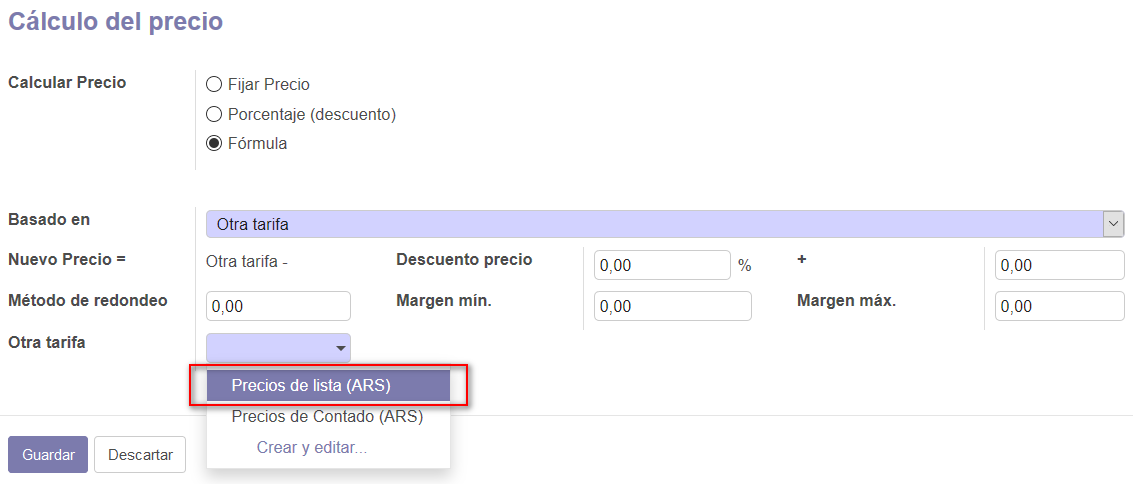 Cálculo del precio
Calcular Precio
Fijar Precio
Porcentaje (descuento)
Fórmula
Basado en
Otra tarifa
Nuevo Precio = Otra tarifa - Descuento precio 0,00 % + 0,00
Método de redondeo 0,00 Margen mín. 0,00 Margen máx. 0,00
Otra tarifa
Precios de lista (ARS)
Precios de Contado (ARS)
Crear y editar...
Guardar Descartar